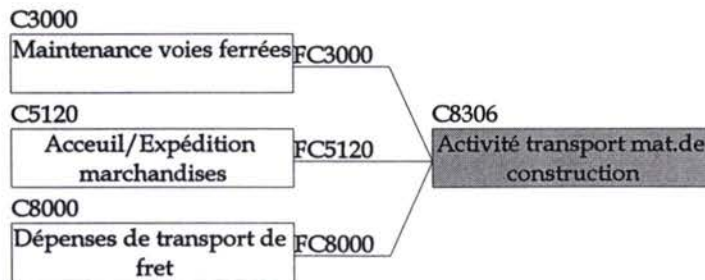 C3000
Maintenance voies ferrées FC3000
C5120
Acceuil/Expédition
marchandises
FC5120
C8000
Dépenses de transport de
fret
FC8000
C8306
Activité transport mat.de
construction